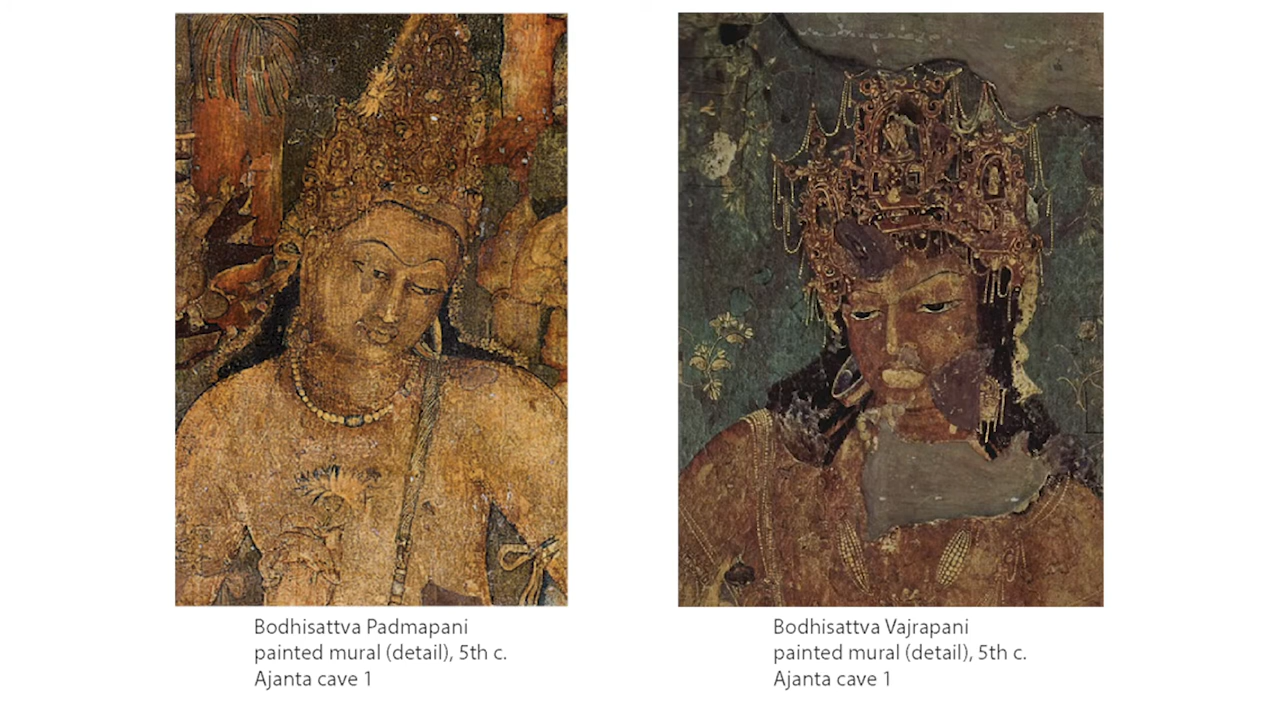 Bodhisattva Padmapani
painted mural (detail), 5th c.
Ajanta cave 1
Bodhisattva Vajrapani
painted mural (detail), 5th c.
Ajanta cave 1